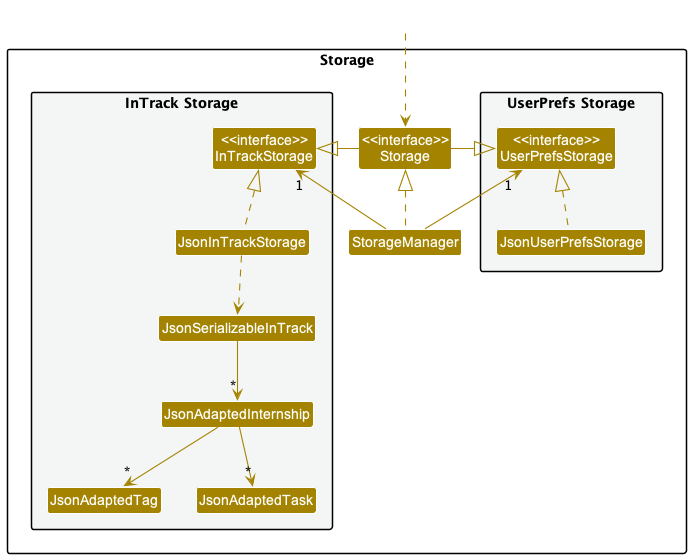 Storage
InTrack Storage
UserPrefs Storage
<<interface>>
InTrackStorage
<<interface>>
Storage
<<interface>>
UserPrefsStorage
1
1
JsonInTrackStorage
StorageManager
JsonUserPrefsStorage
JsonSerializableInTrack
*
JsonAdaptedInternship
*
*
JsonAdaptedTag
JsonAdaptedTask